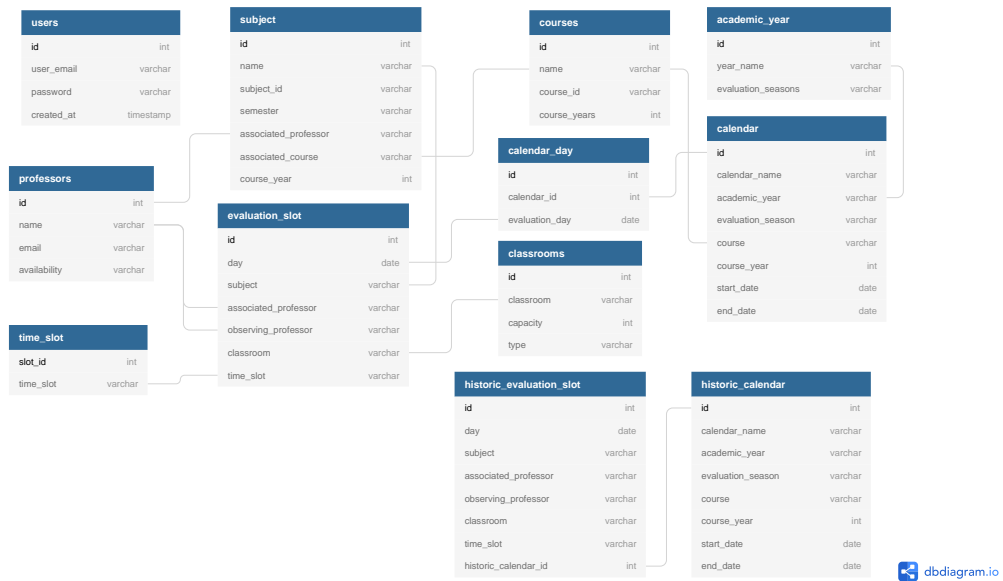 users
id int
user_email varchar
password varchar
created_at timestamp
subject
id int
name varchar
subject_id varchar
semester varchar
associated_professor varchar
associated_course varchar
course_year int
courses
id int
name varchar
course_id varchar
course_years int
academic_year
id int
year_name varchar
evaluation_seasons varchar
calendar
id int
calendar_name varchar
academic_year varchar
evaluation_season varchar
course varchar
course_year int
start_date date
end_date date
calendar_day
id int
calendar_id int
evaluation_day date
professors
id int
name varchar
email varchar
availability varchar
evaluation_slot
id int
day date
subject varchar
associated_professor varchar
observing_professor varchar
classroom varchar
time_slot varchar
classrooms
id int
classroom varchar
capacity int
type varchar
time_slot
slot_id int
time_slot varchar
historic_evaluation_slot
id int
day date
subject varchar
associated_professor varchar
observing_professor varchar
classroom varchar
time_slot varchar
historic_calendar_id int
historic_calendar
id int
calendar_name varchar
academic_year varchar
evaluation_season varchar
course varchar
course_year int
start_date date
end_date date
dbdiagram.io